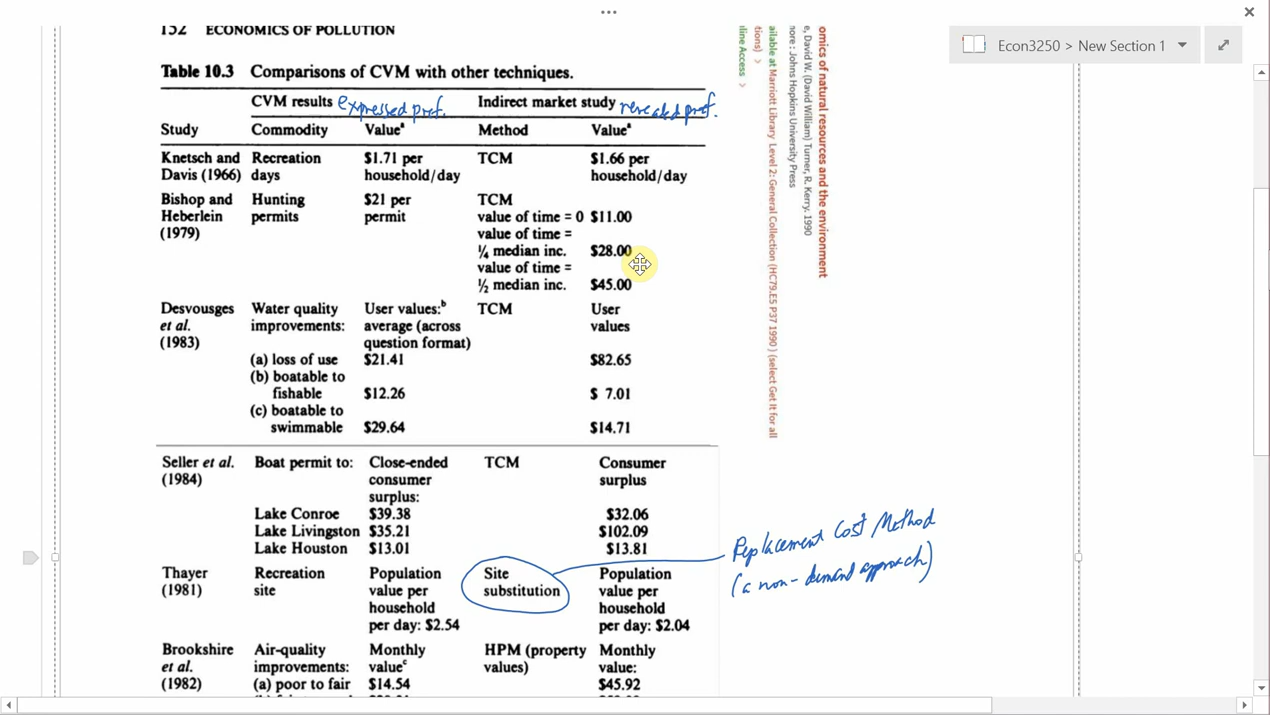 Econ3250 > New Section 1
152 ECONOMICS OF POLLUTION
Table 10.3 Comparisons of CVM with other techniques.
CVM results expressed pref. Indirect market study revealed pref.
Study Commodity Valueª Method Valueª
Knetsch and Recreation $1.71 per TCM $1.66 per
Davis (1966) days household/day household/day
Bishop and Hunting $21 per TCM
Heberlein permits permit value of time = 0 $11.00
(1979) value of time =
¼ median inc. $28.00
value of time =
½ median inc. $45.00
Desvousges Water quality User values:ᵇ TCM User
et al. improvements: average (across values
(1983) question format)
(a) loss of use $21.41 $82.65
(b) boatable to
fishable $12.26 $ 7.01
(c) boatable to
swimmable $29.64 $14.71
Seller et al. Boat permit to: Close-ended TCM Consumer
(1984) consumer surplus
surplus:
Lake Conroe $39.38 $32.06
Lake Livingston $35.21 $102.09
Lake Houston $13.01 $13.81
Thayer Recreation Population Site Population
(1981) site value per substitution value per
household household
per day: $2.54 per day: $2.04
Brookshire Air-quality Monthly HPM (property Monthly
et al. improvements: valueᶜ values) value:
(1982) (a) poor to fair $14.54 $45.92
Replacement Cost Method
(a non-demand approach)
omics of natural resources and the environment
e, David W. (David William) Turner, R. Kerry. 1990
more : Johns Hopkins University Press
ailable at Marriott Library Level 2: General Collection (HC79.E5 P37 1990 ) (select Get It for all
tions) >
line Access >